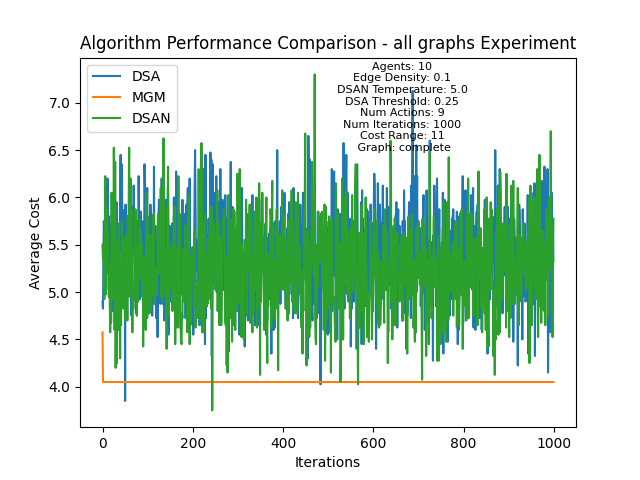 Algorithm Performance Comparison - all graphs Experiment
DSA
MGM
DSAN
Agents: 10
Edge Density: 0.1
DSAN Temperature: 5.0
DSA Threshold: 0.25
Num Actions: 9
Num Iterations: 1000
Cost Range: 11
Graph: complete
Average Cost
7.0
6.5
6.0
5.5
5.0
4.5
4.0
0
200
400
600
800
1000
Iterations